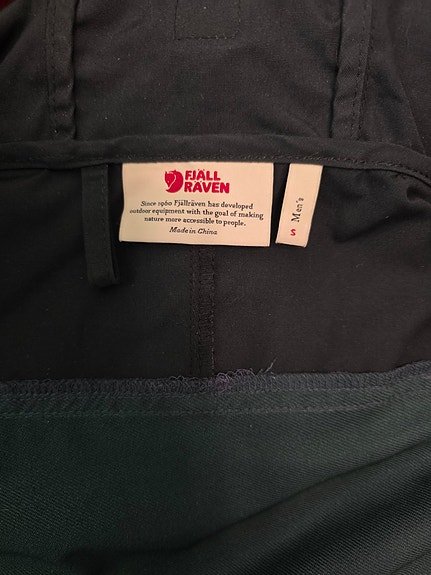 FJÄLL
RÄVEN
Since 1960 Fjällräven has developed
outdoor equipment with the goal of making
nature more accessible to people.
Made in China
Men's
S